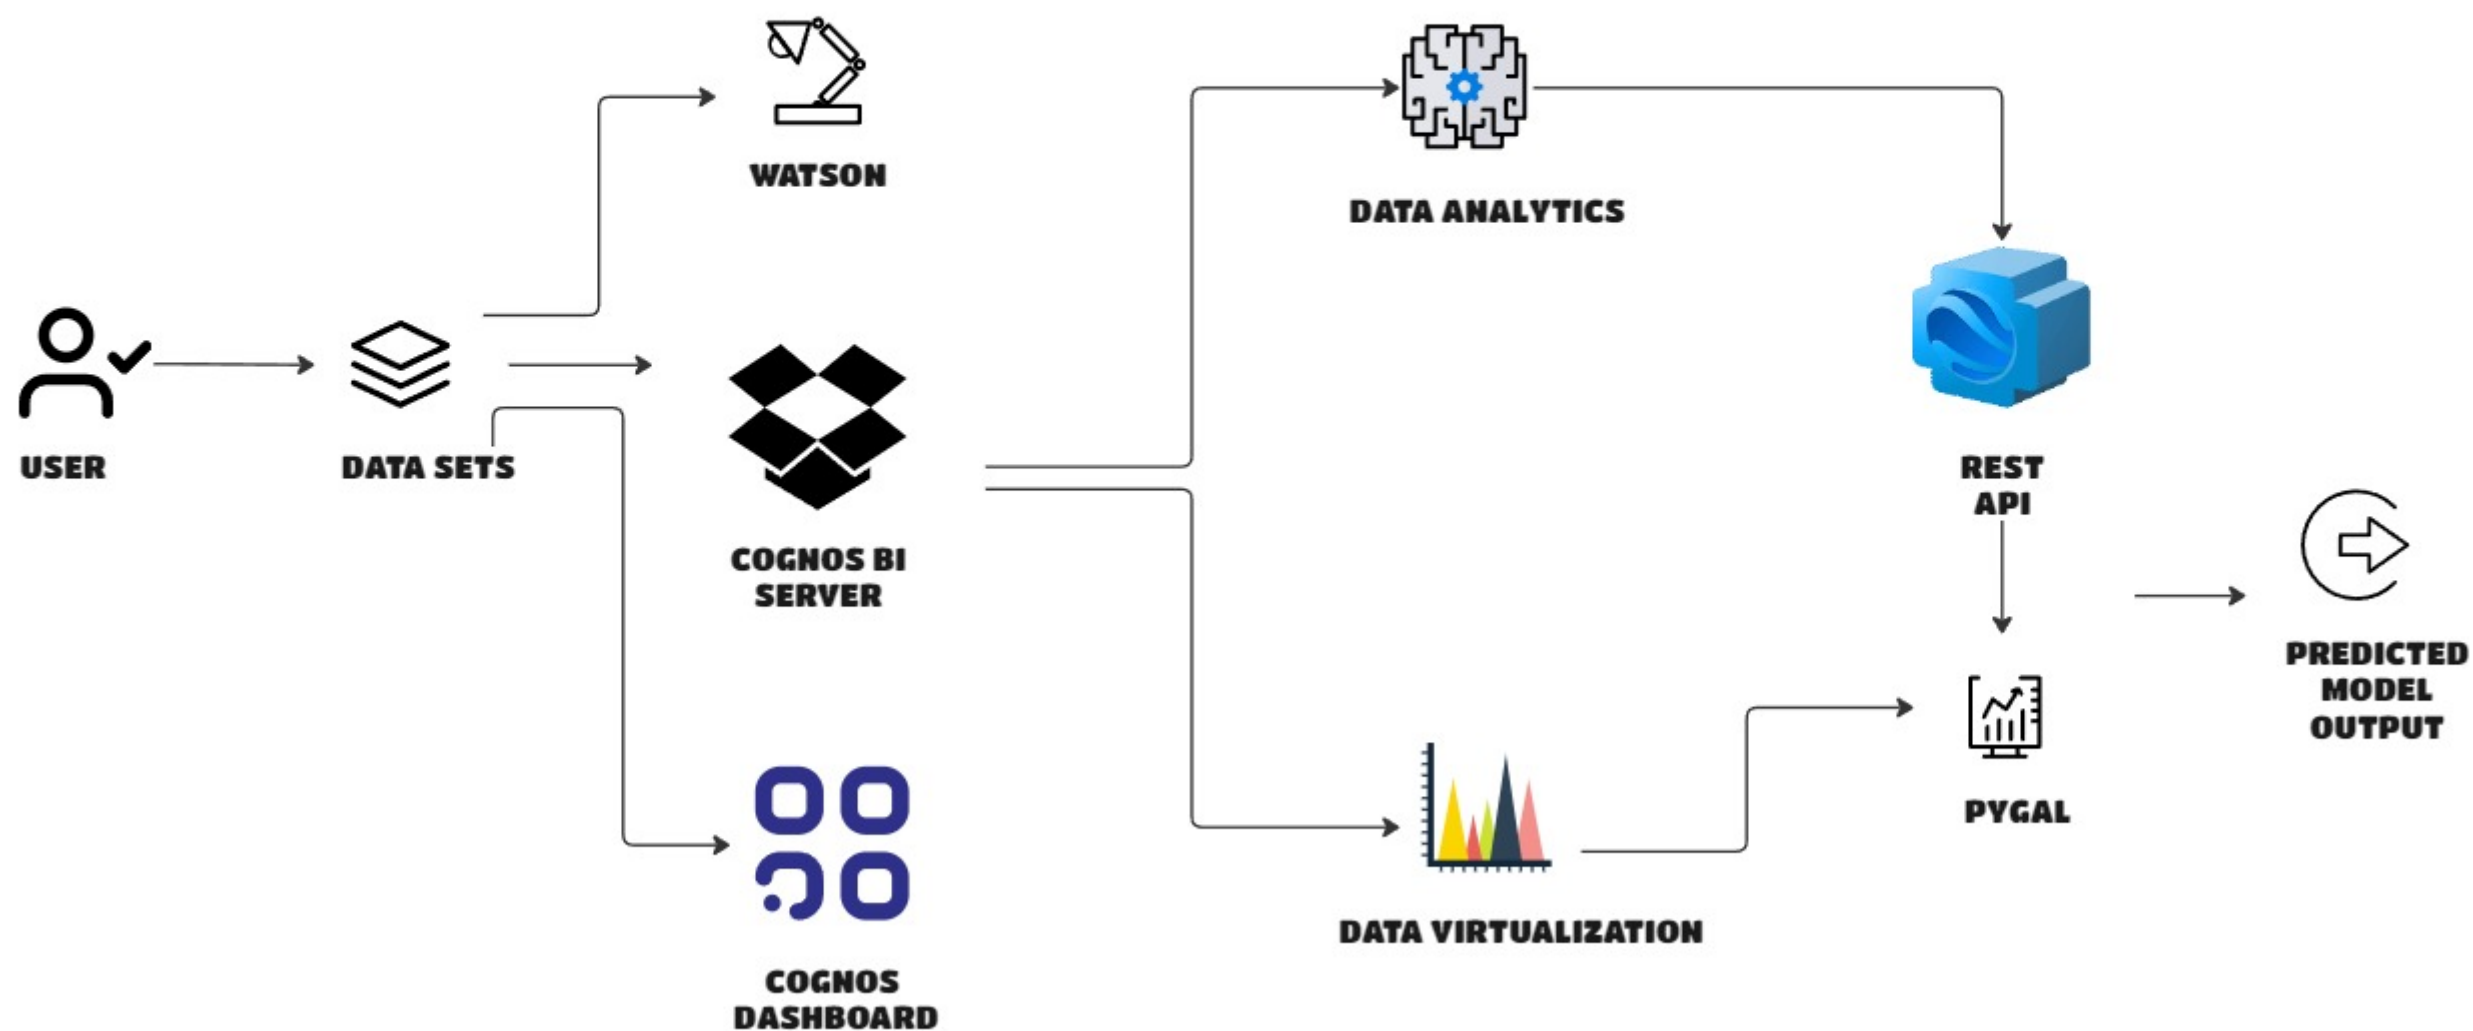 WATSON
DATA ANALYTICS
USER
DATA SETS
COGNOS BI
SERVER
REST
API
PREDICTED
MODEL
OUTPUT
PYGAL
DATA VIRTUALIZATION
COGNOS
DASHBOARD